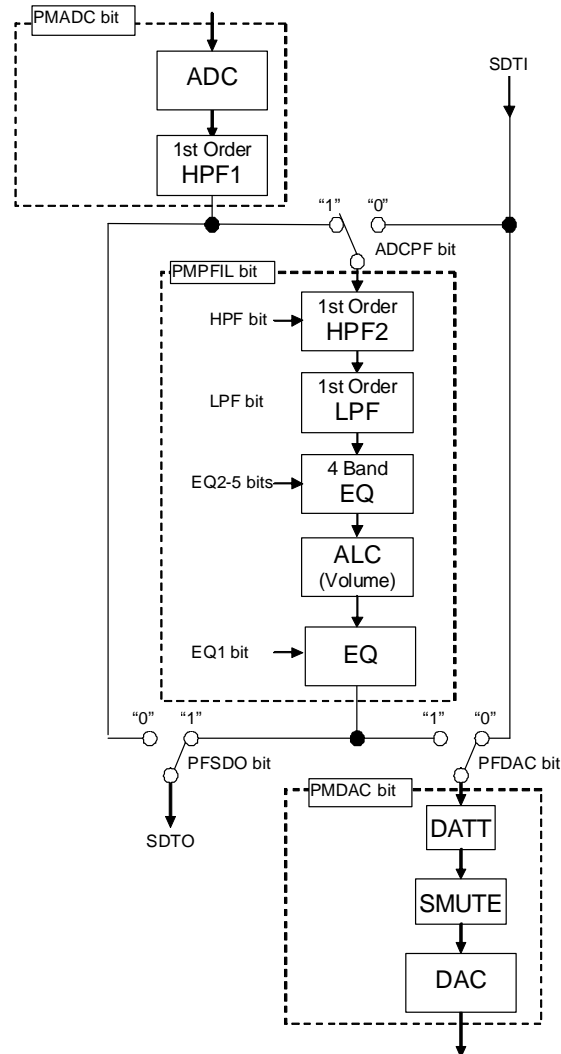 PMADC bit
ADC
SDTI
1st Order
HPF1
“1”
“0”
ADCPF bit
PMPFIL bit
1st Order
HPF2
HPF bit
1st Order
LPF
LPF bit
4 Band
EQ
EQ2-5 bits
ALC
(Volume)
EQ1 bit
EQ
“0”
“1”
“1”
“0”
PFSDO bit
PFDAC bit
SDTO
PMDAC bit
DATT
SMUTE
DAC